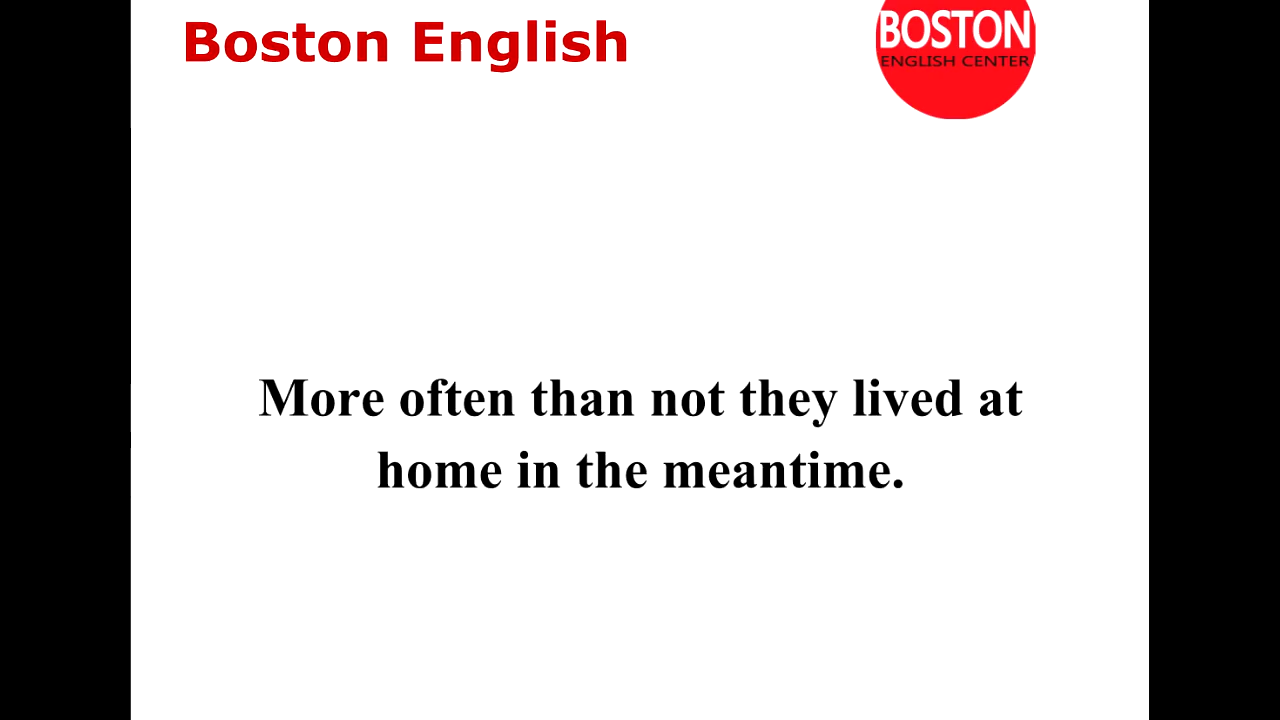 Boston English
BOSTON
ENGLISH CENTER
More often than not they lived at
home in the meantime.